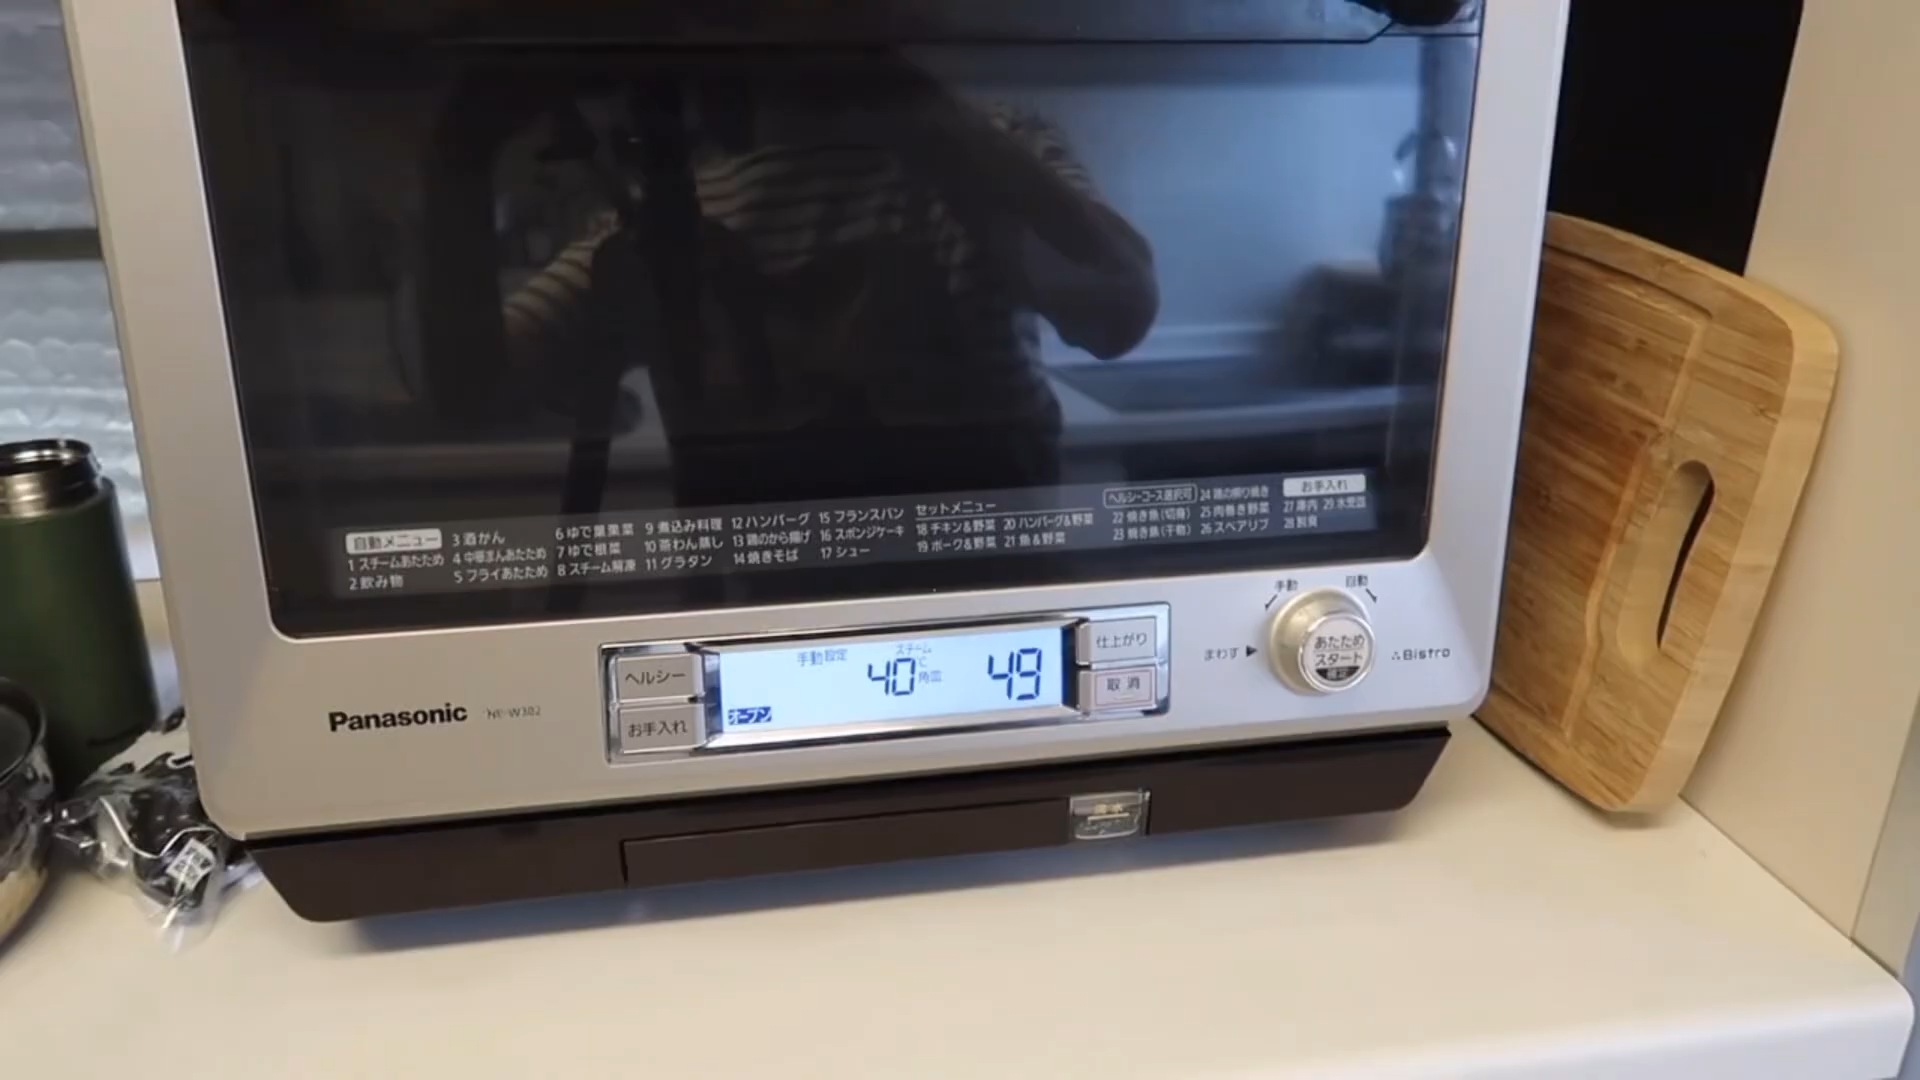 自動メニュー
1 スチームあたため
2 飲み物
3 酒かん
4 中華まんあたため
5 フライあたため
6 ゆで葉果菜
7 ゆで根菜
8 スチーム解凍
9 煮込み料理
10 茶わん蒸し
11 グラタン
12 ハンバーグ
13 鶏のから揚げ
14 焼きそば
15 フランスパン
16 スポンジケーキ
17 シュー
セットメニュー
18 チキン&野菜
19 ポーク&野菜
20 ハンバーグ&野菜
21 魚&野菜
ヘルシーコース選択可
22 焼き魚(切身)
23 焼き魚(干物)
24 鶏の照り焼き
25 肉巻き野菜
26 スペアリブ
お手入れ
27 庫内
28 脱臭
29 水受皿
手動
自動
まわす▶
あたため
スタート
∴Bistro
ヘルシー
お手入れ
手動設定
スチーム
40℃
角皿
49
オーブン
仕上がり
取消
Panasonic